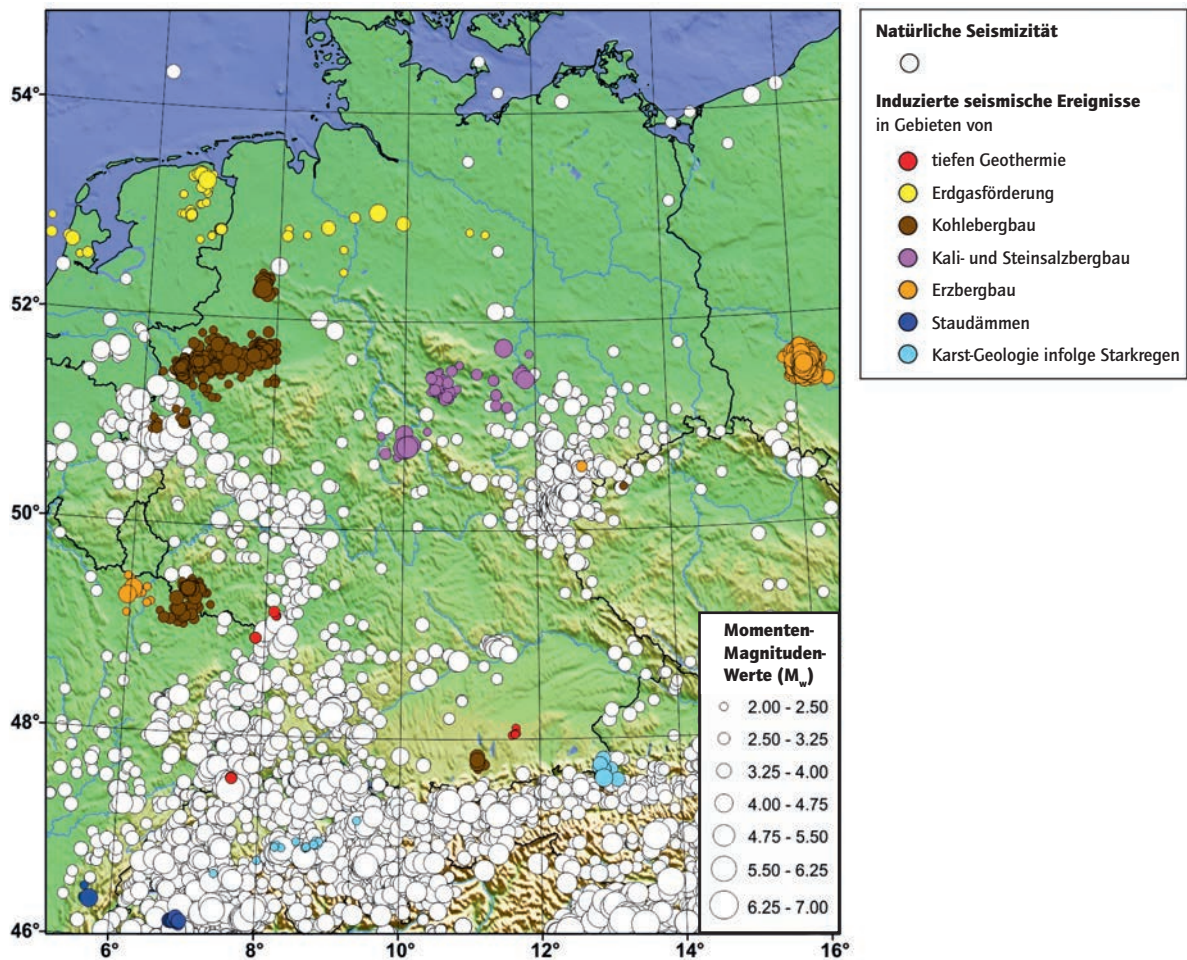 54°
52°
50°
48°
46°
6°
8°
10°
12°
14°
16°
Momenten-
Magnituden-
Werte (Mw)
2.00 - 2.50
2.50 - 3.25
3.25 - 4.00
4.00 - 4.75
4.75 - 5.50
5.50 - 6.25
6.25 - 7.00
Natürliche Seismizität
Induzierte seismische Ereignisse
in Gebieten von
tiefen Geothermie
Erdgasförderung
Kohlebergbau
Kali- und Steinsalzbergbau
Erzbergbau
Staudämmen
Karst-Geologie infolge Starkregen